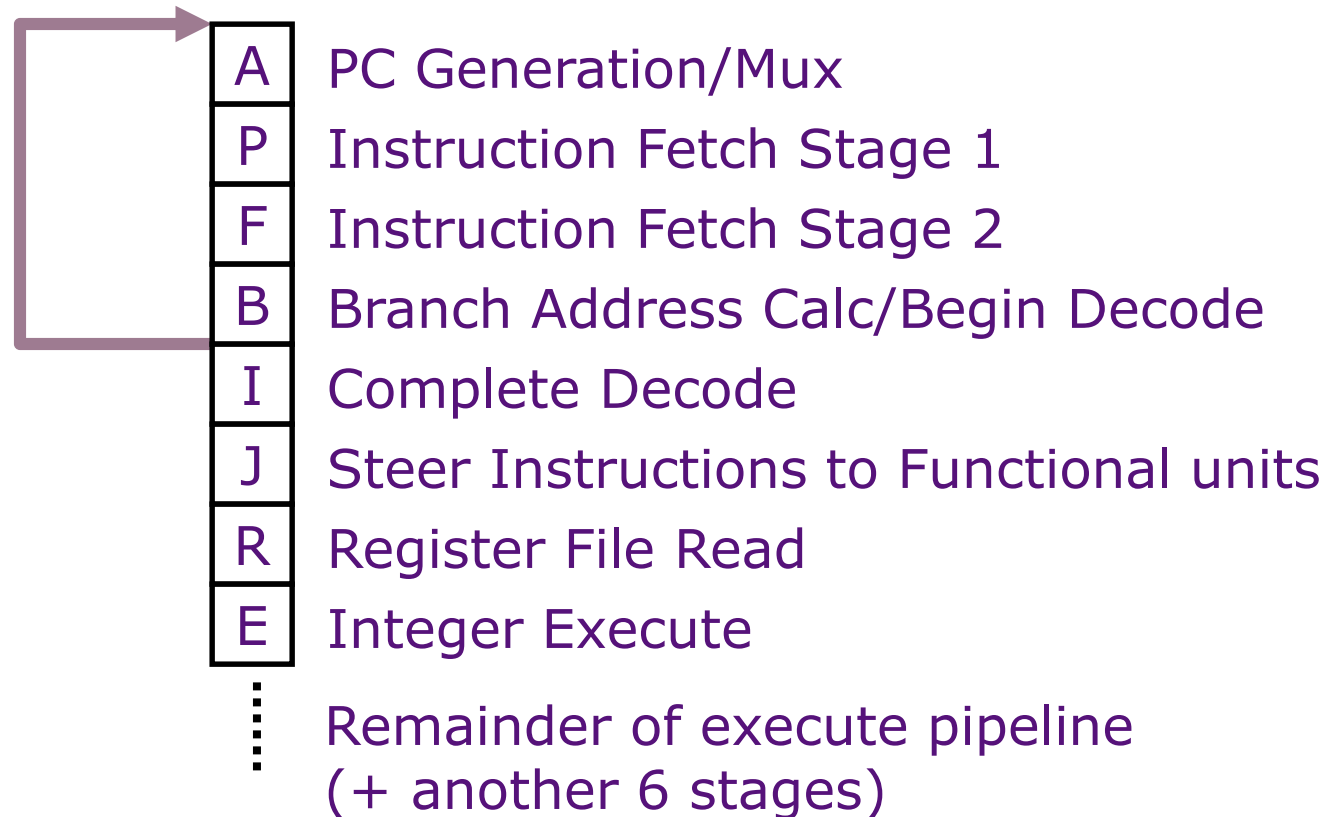 A PC Generation/Mux
P Instruction Fetch Stage 1
F Instruction Fetch Stage 2
B Branch Address Calc/Begin Decode
I Complete Decode
J Steer Instructions to Functional units
R Register File Read
E Integer Execute
Remainder of execute pipeline
(+ another 6 stages)